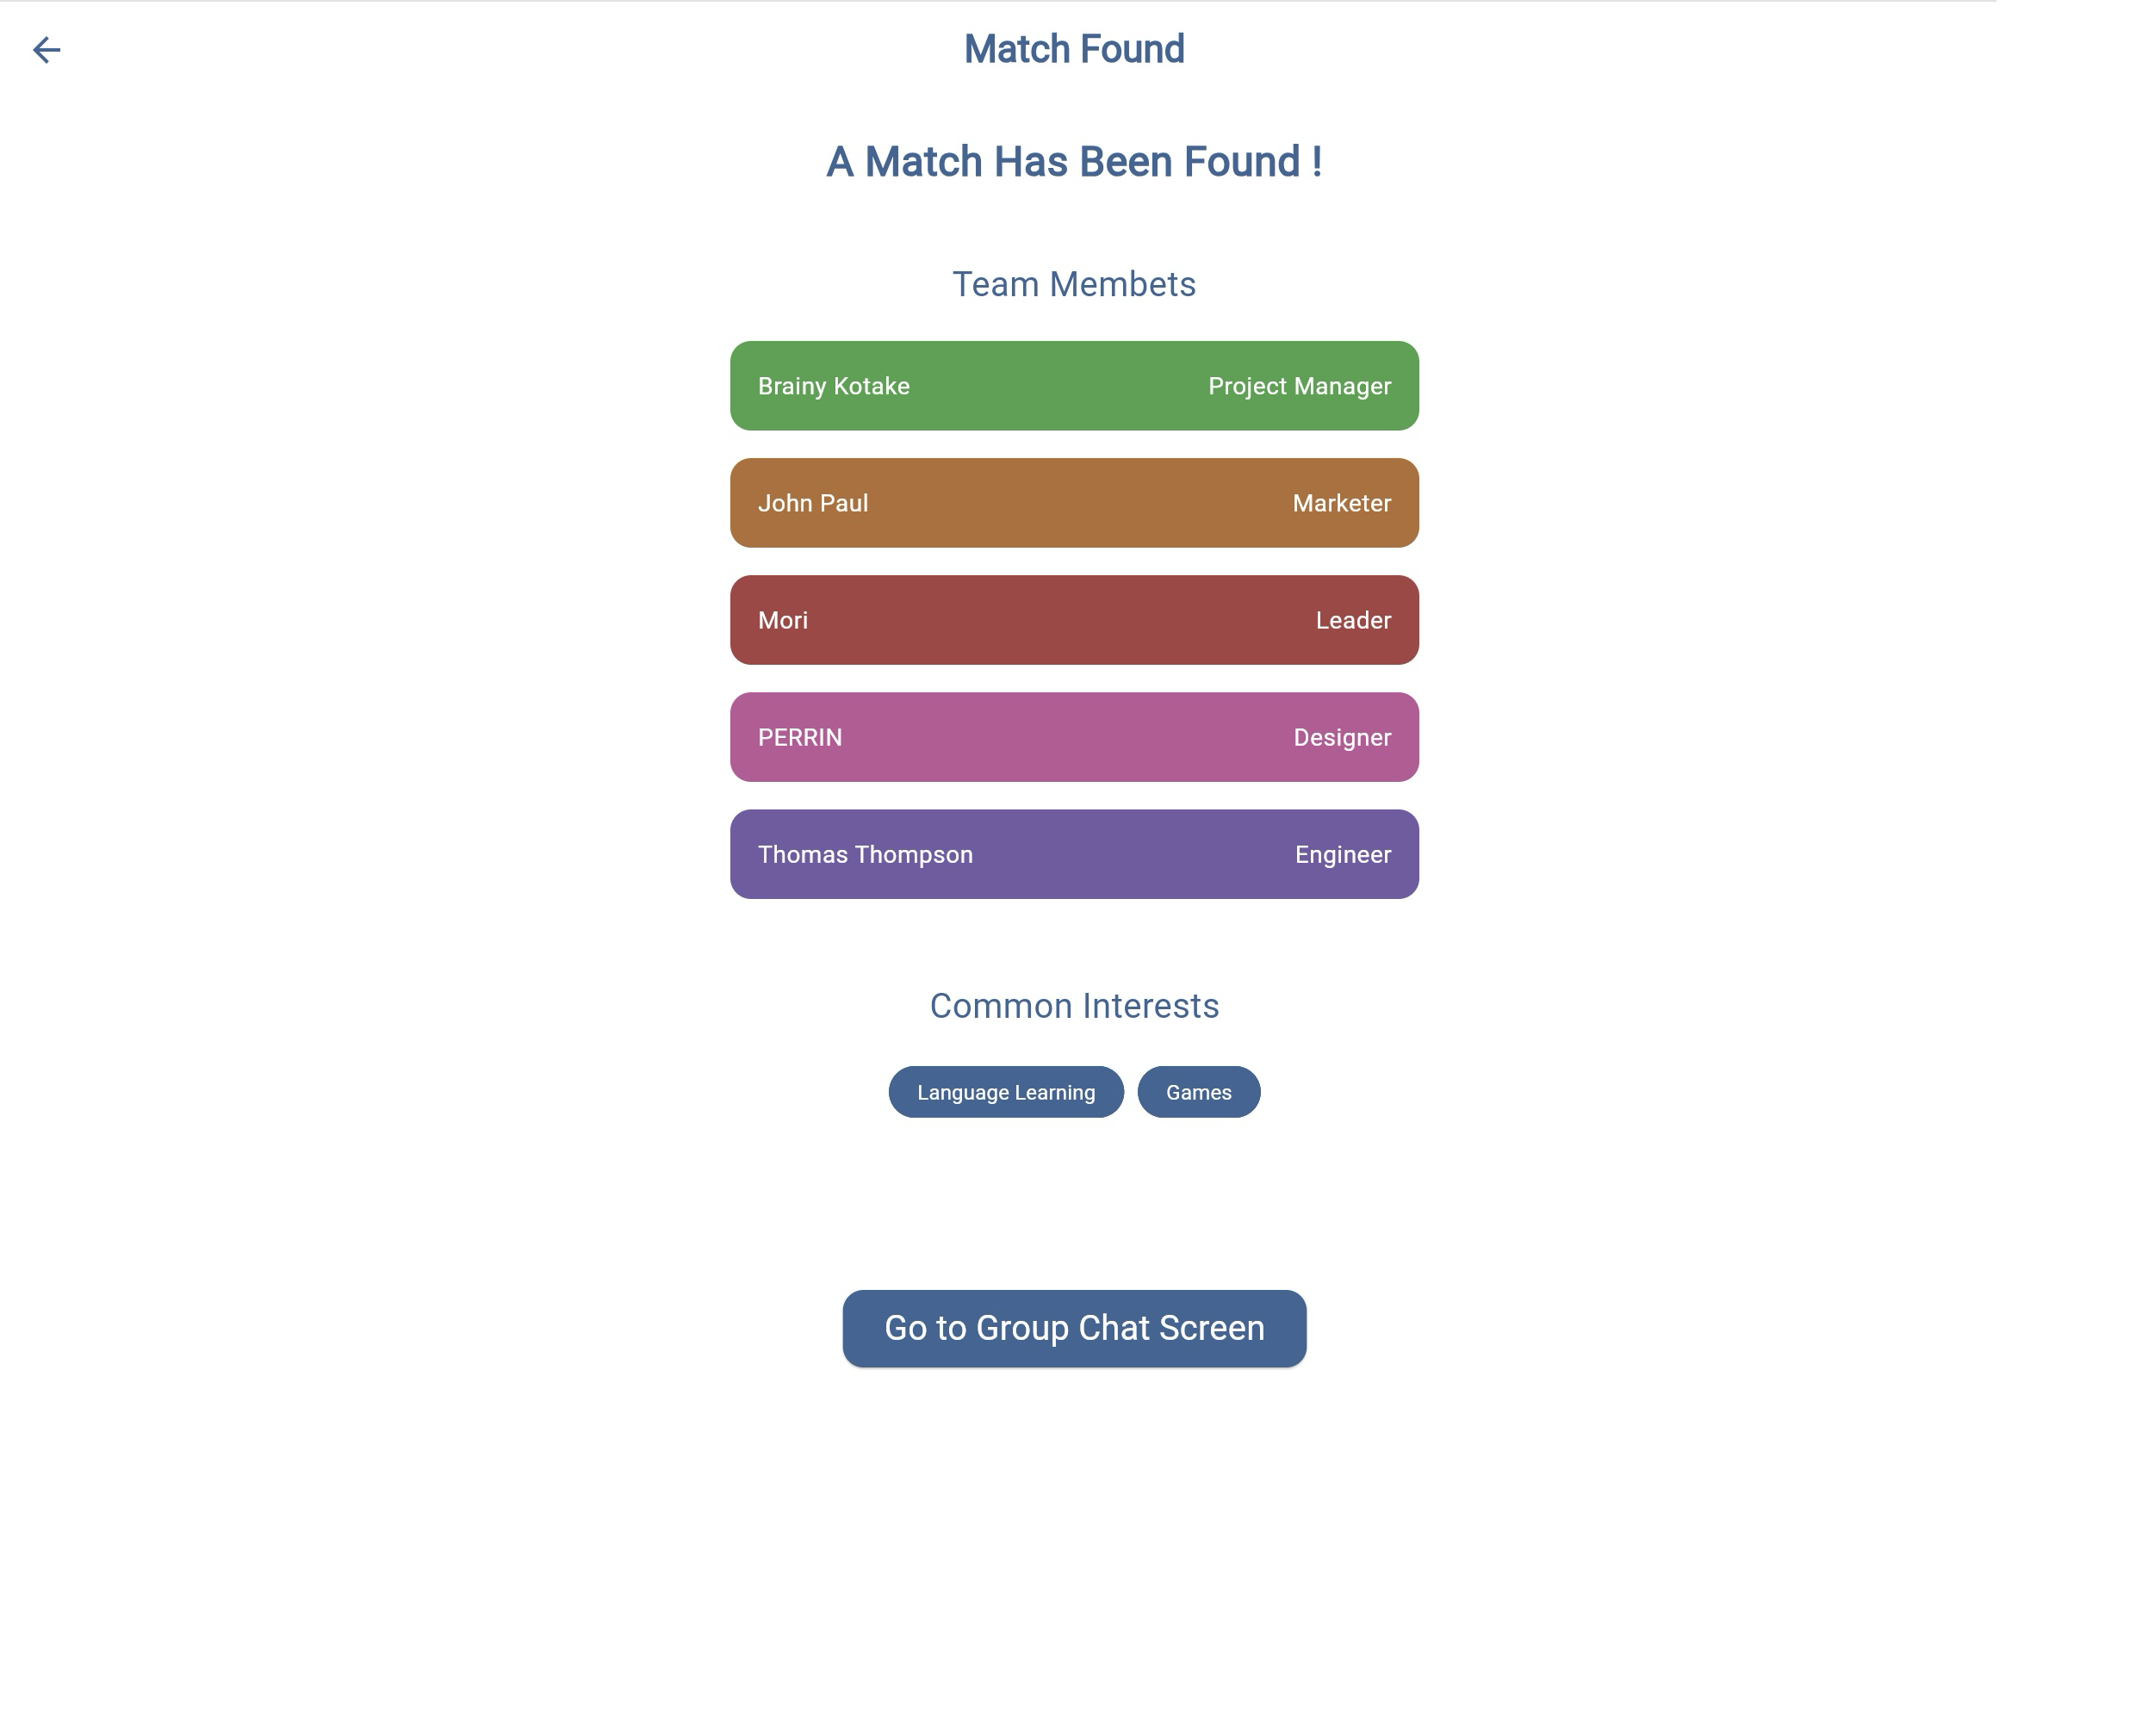 Match Found
A Match Has Been Found !
Team Membets
Brainy Kotake Project Manager
John Paul Marketer
Mori Leader
PERRIN Designer
Thomas Thompson Engineer
Common Interests
Language Learning Games
Go to Group Chat Screen